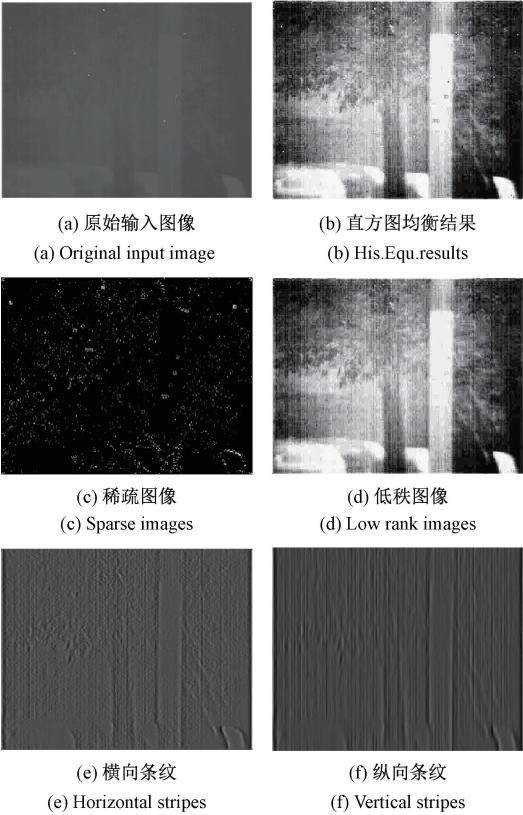 (a) 原始输入图像
(b) 直方图均衡结果
(a) Original input image
(b) His.Equ.results
(c) 稀疏图像
(d) 低秩图像
(c) Sparse images
(d) Low rank images
(e) 横向条纹
(f) 纵向条纹
(e) Horizontal stripes
(f) Vertical stripes